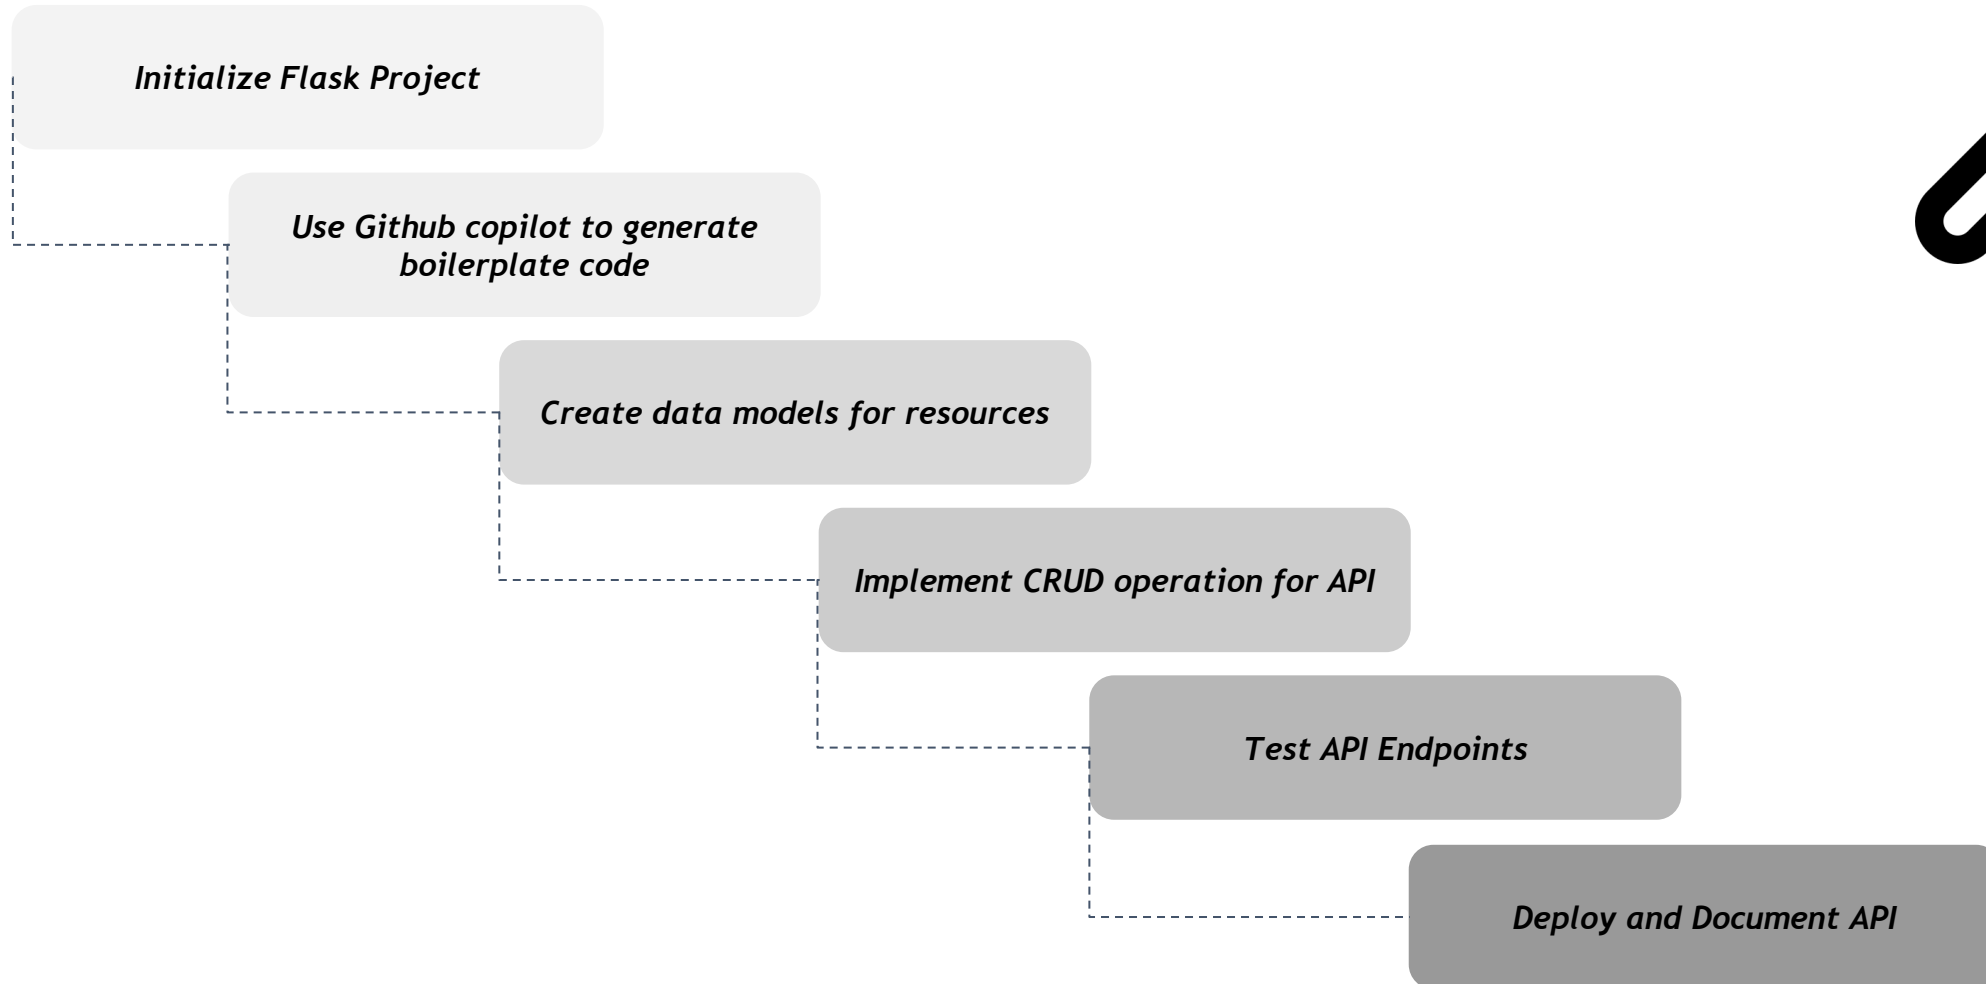 Initialize Flask Project
Use Github copilot to generate
boilerplate code
Create data models for resources
Implement CRUD operation for API
Test API Endpoints
Deploy and Document API